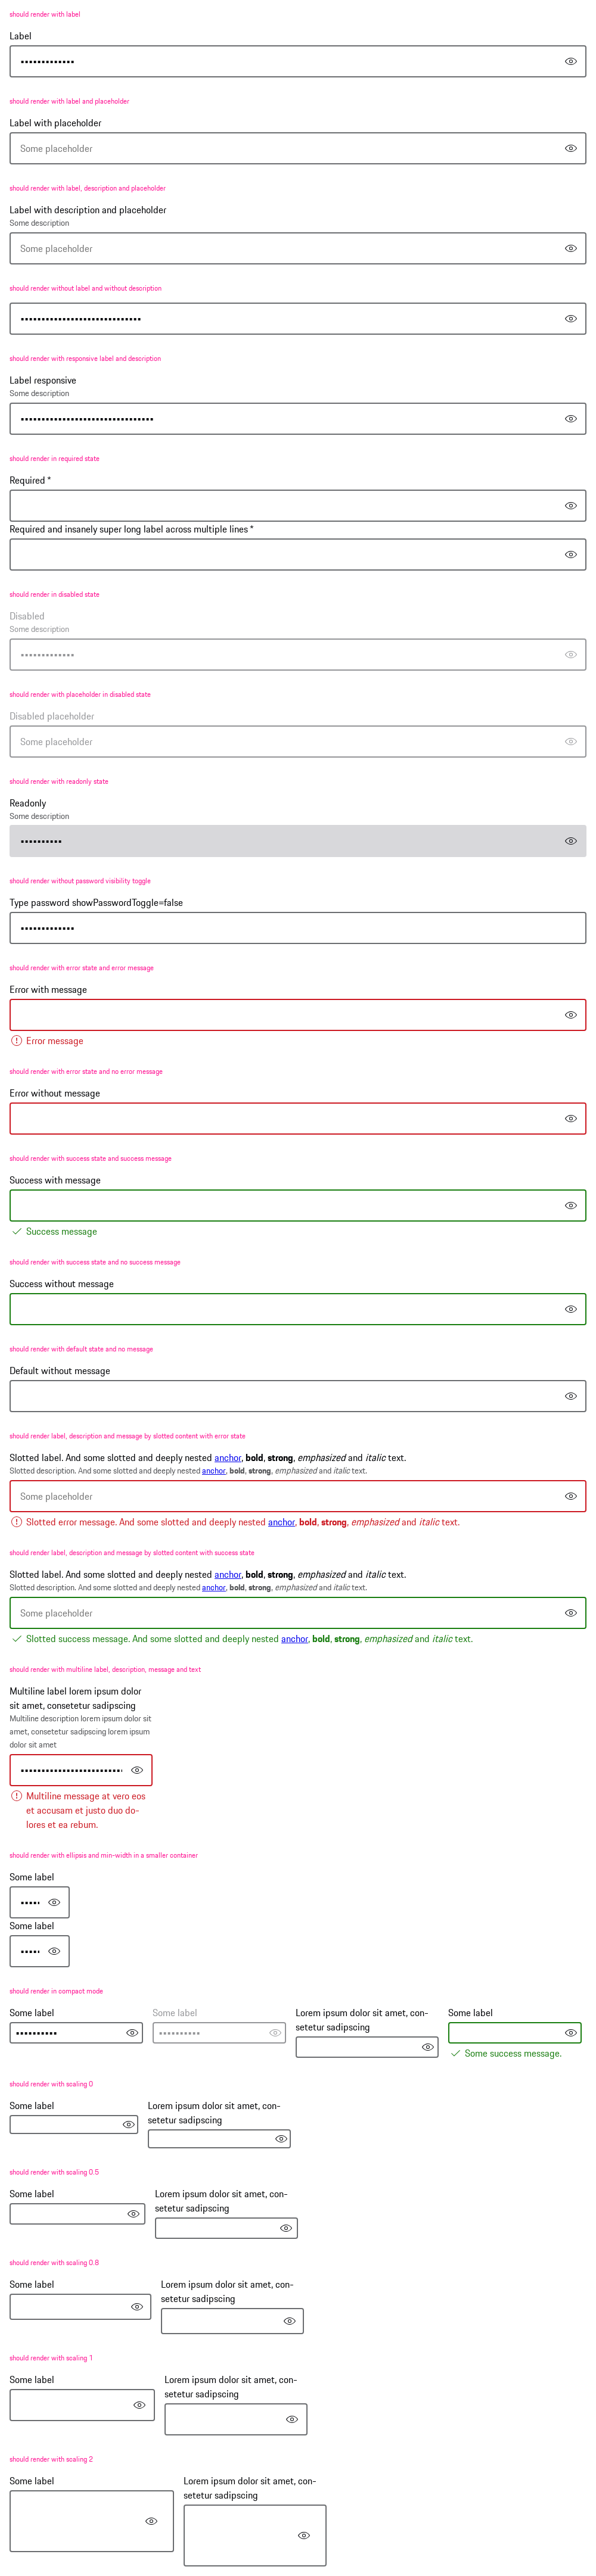 should render with label
Label
•••••••••••••
should render with label and placeholder
Label with placeholder
Some placeholder
should render with label, description and placeholder
Label with description and placeholder
Some description
Some placeholder
should render without label and without description
•••••••••••••••••••••••••••••
should render with responsive label and description
Label responsive
Some description
••••••••••••••••••••••••••••••••
should render in required state
Required *
Required and insanely super long label across multiple lines *
should render in disabled state
Disabled
Some description
•••••••••••••
should render with placeholder in disabled state
Disabled placeholder
Some placeholder
should render with readonly state
Readonly
Some description
••••••••••
should render without password visibility toggle
Type password showPasswordToggle=false
•••••••••••••
should render with error state and error message
Error with message
Error message
should render with error state and no error message
Error without message
should render with success state and success message
Success with message
Success message
should render with success state and no success message
Success without message
should render with default state and no message
Default without message
should render label, description and message by slotted content with error state
Slotted label. And some slotted and deeply nested anchor, bold, strong, emphasized and italic text.
Slotted description. And some slotted and deeply nested anchor, bold, strong, emphasized and italic text.
Some placeholder
Slotted error message. And some slotted and deeply nested anchor, bold, strong, emphasized and italic text.
should render label, description and message by slotted content with success state
Slotted label. And some slotted and deeply nested anchor, bold, strong, emphasized and italic text.
Slotted description. And some slotted and deeply nested anchor, bold, strong, emphasized and italic text.
Some placeholder
Slotted success message. And some slotted and deeply nested anchor, bold, strong, emphasized and italic text.
should render with multiline label, description, message and text
Multiline label lorem ipsum dolor
sit amet, consetetur sadipscing
Multiline description lorem ipsum dolor sit
amet, consetetur sadipscing lorem ipsum
dolor sit amet
•••••••••••••••••••••••••
Multiline message at vero eos
et accusam et justo duo do-
lores et ea rebum.
should render with ellipsis and min-width in a smaller container
Some label
•••••
Some label
•••••
should render in compact mode
Some label
••••••••••
Some label
••••••••••
Lorem ipsum dolor sit amet, con-
setetur sadipscing
Some label
Some success message.
should render with scaling 0
Some label
Lorem ipsum dolor sit amet, con-
setetur sadipscing
should render with scaling 0.5
Some label
Lorem ipsum dolor sit amet, con-
setetur sadipscing
should render with scaling 0.8
Some label
Lorem ipsum dolor sit amet, con-
setetur sadipscing
should render with scaling 1
Some label
Lorem ipsum dolor sit amet, con-
setetur sadipscing
should render with scaling 2
Some label
Lorem ipsum dolor sit amet, con-
setetur sadipscing